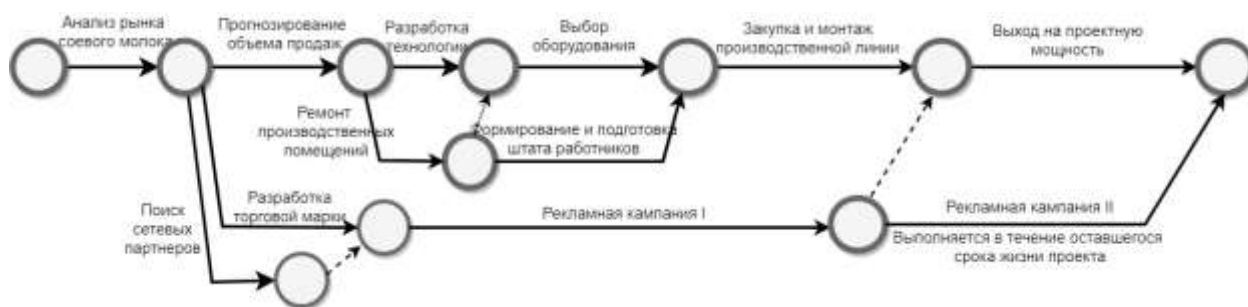 Анализ рынка
соевого молока
Прогнозирование
объема продаж
Разработка
технологии
Выбор
оборудования
Закупка и монтаж
производственной линии
Выход на проектную
мощность
Ремонт
производственных
помещений
Формирование и подготовка
штата работников
Поиск
сетевых
партнеров
Разработка
торговой марки
Рекламная кампания I
Рекламная кампания II
Выполняется в течение оставшегося
срока жизни проекта